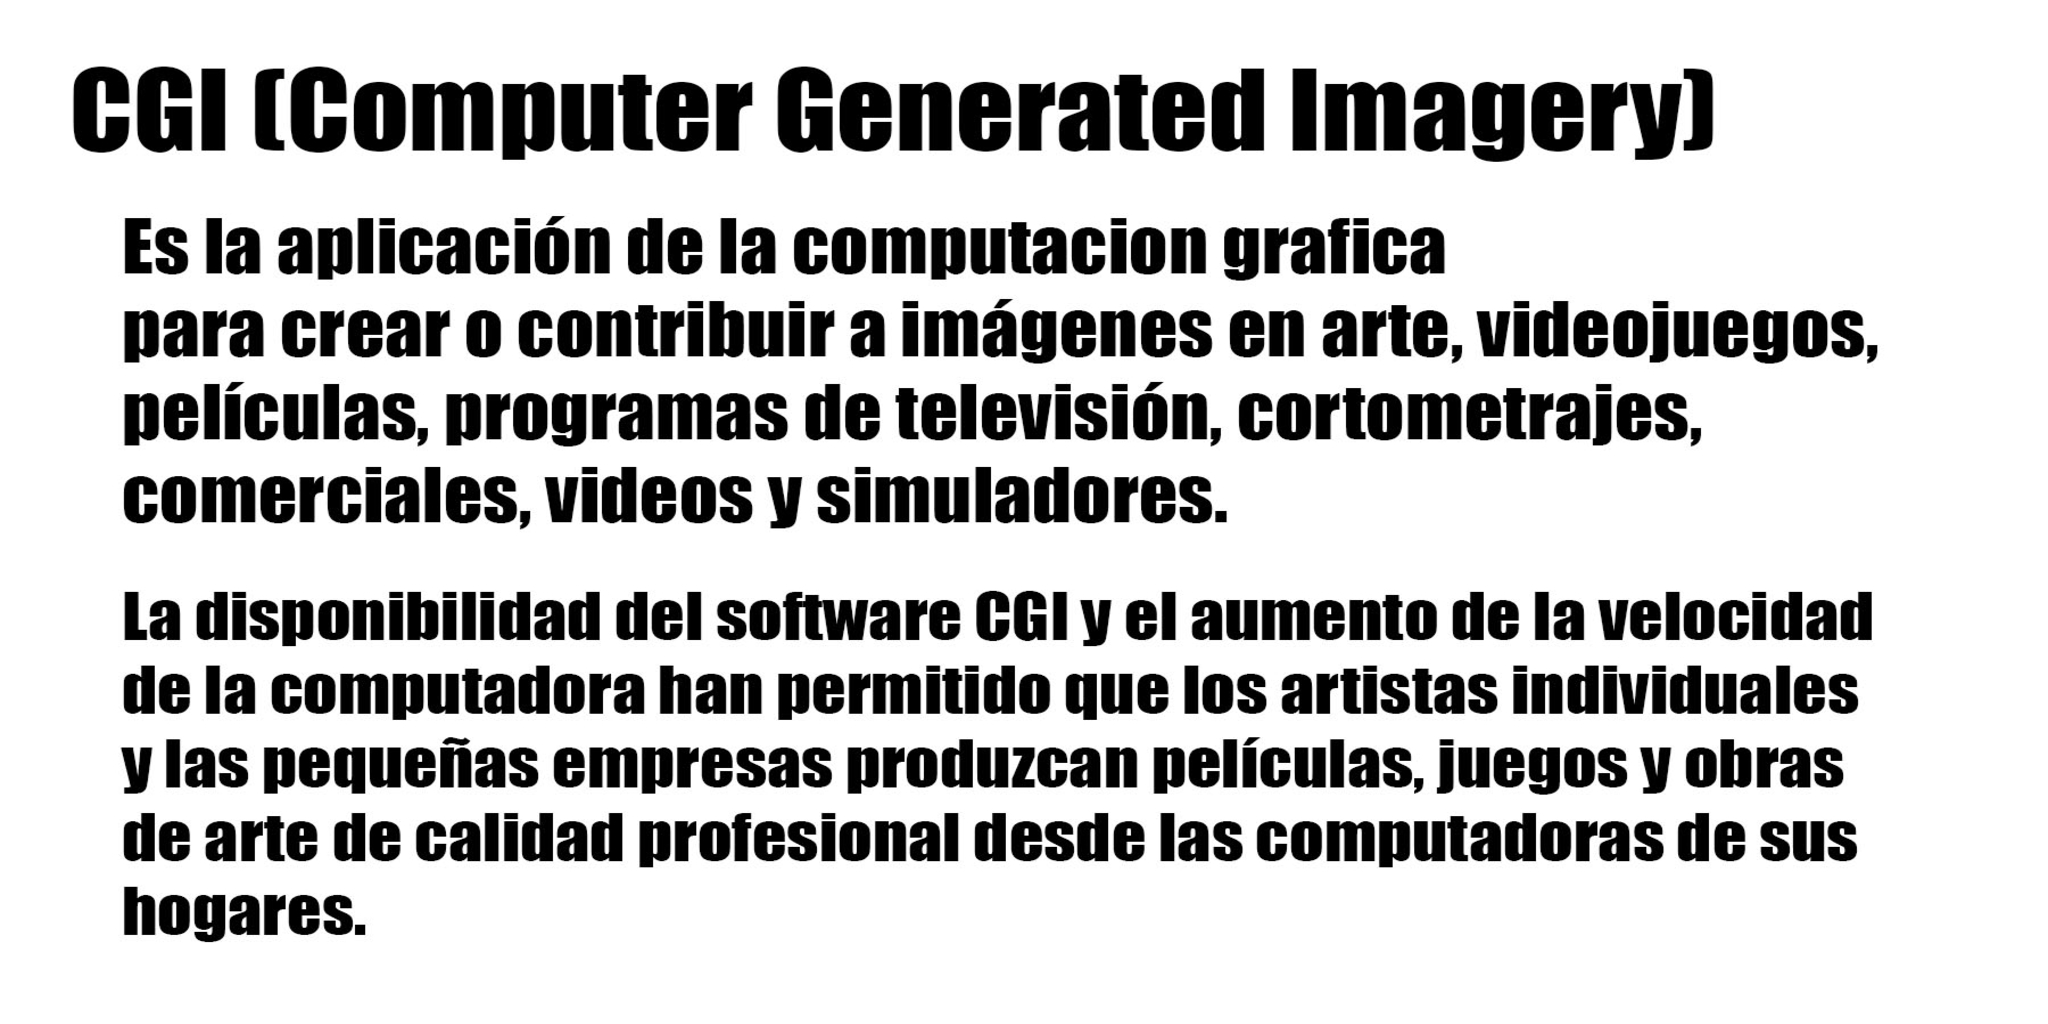 CGI (Computer Generated Imagery)
Es la aplicación de la computacion grafica
para crear o contribuir a imágenes en arte, videojuegos,
películas, programas de televisión, cortometrajes,
comerciales, videos y simuladores.
La disponibilidad del software CGI y el aumento de la velocidad
de la computadora han permitido que los artistas individuales
y las pequeñas empresas produzcan películas, juegos y obras
de arte de calidad profesional desde las computadoras de sus
hogares.